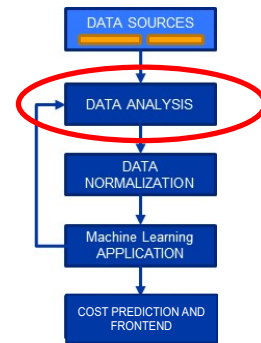 DATA SOURCES
DATA ANALYSIS
DATA
NORMALIZATION
Machine Learning
APPLICATION
COST PREDICTION AND
FRONTEND